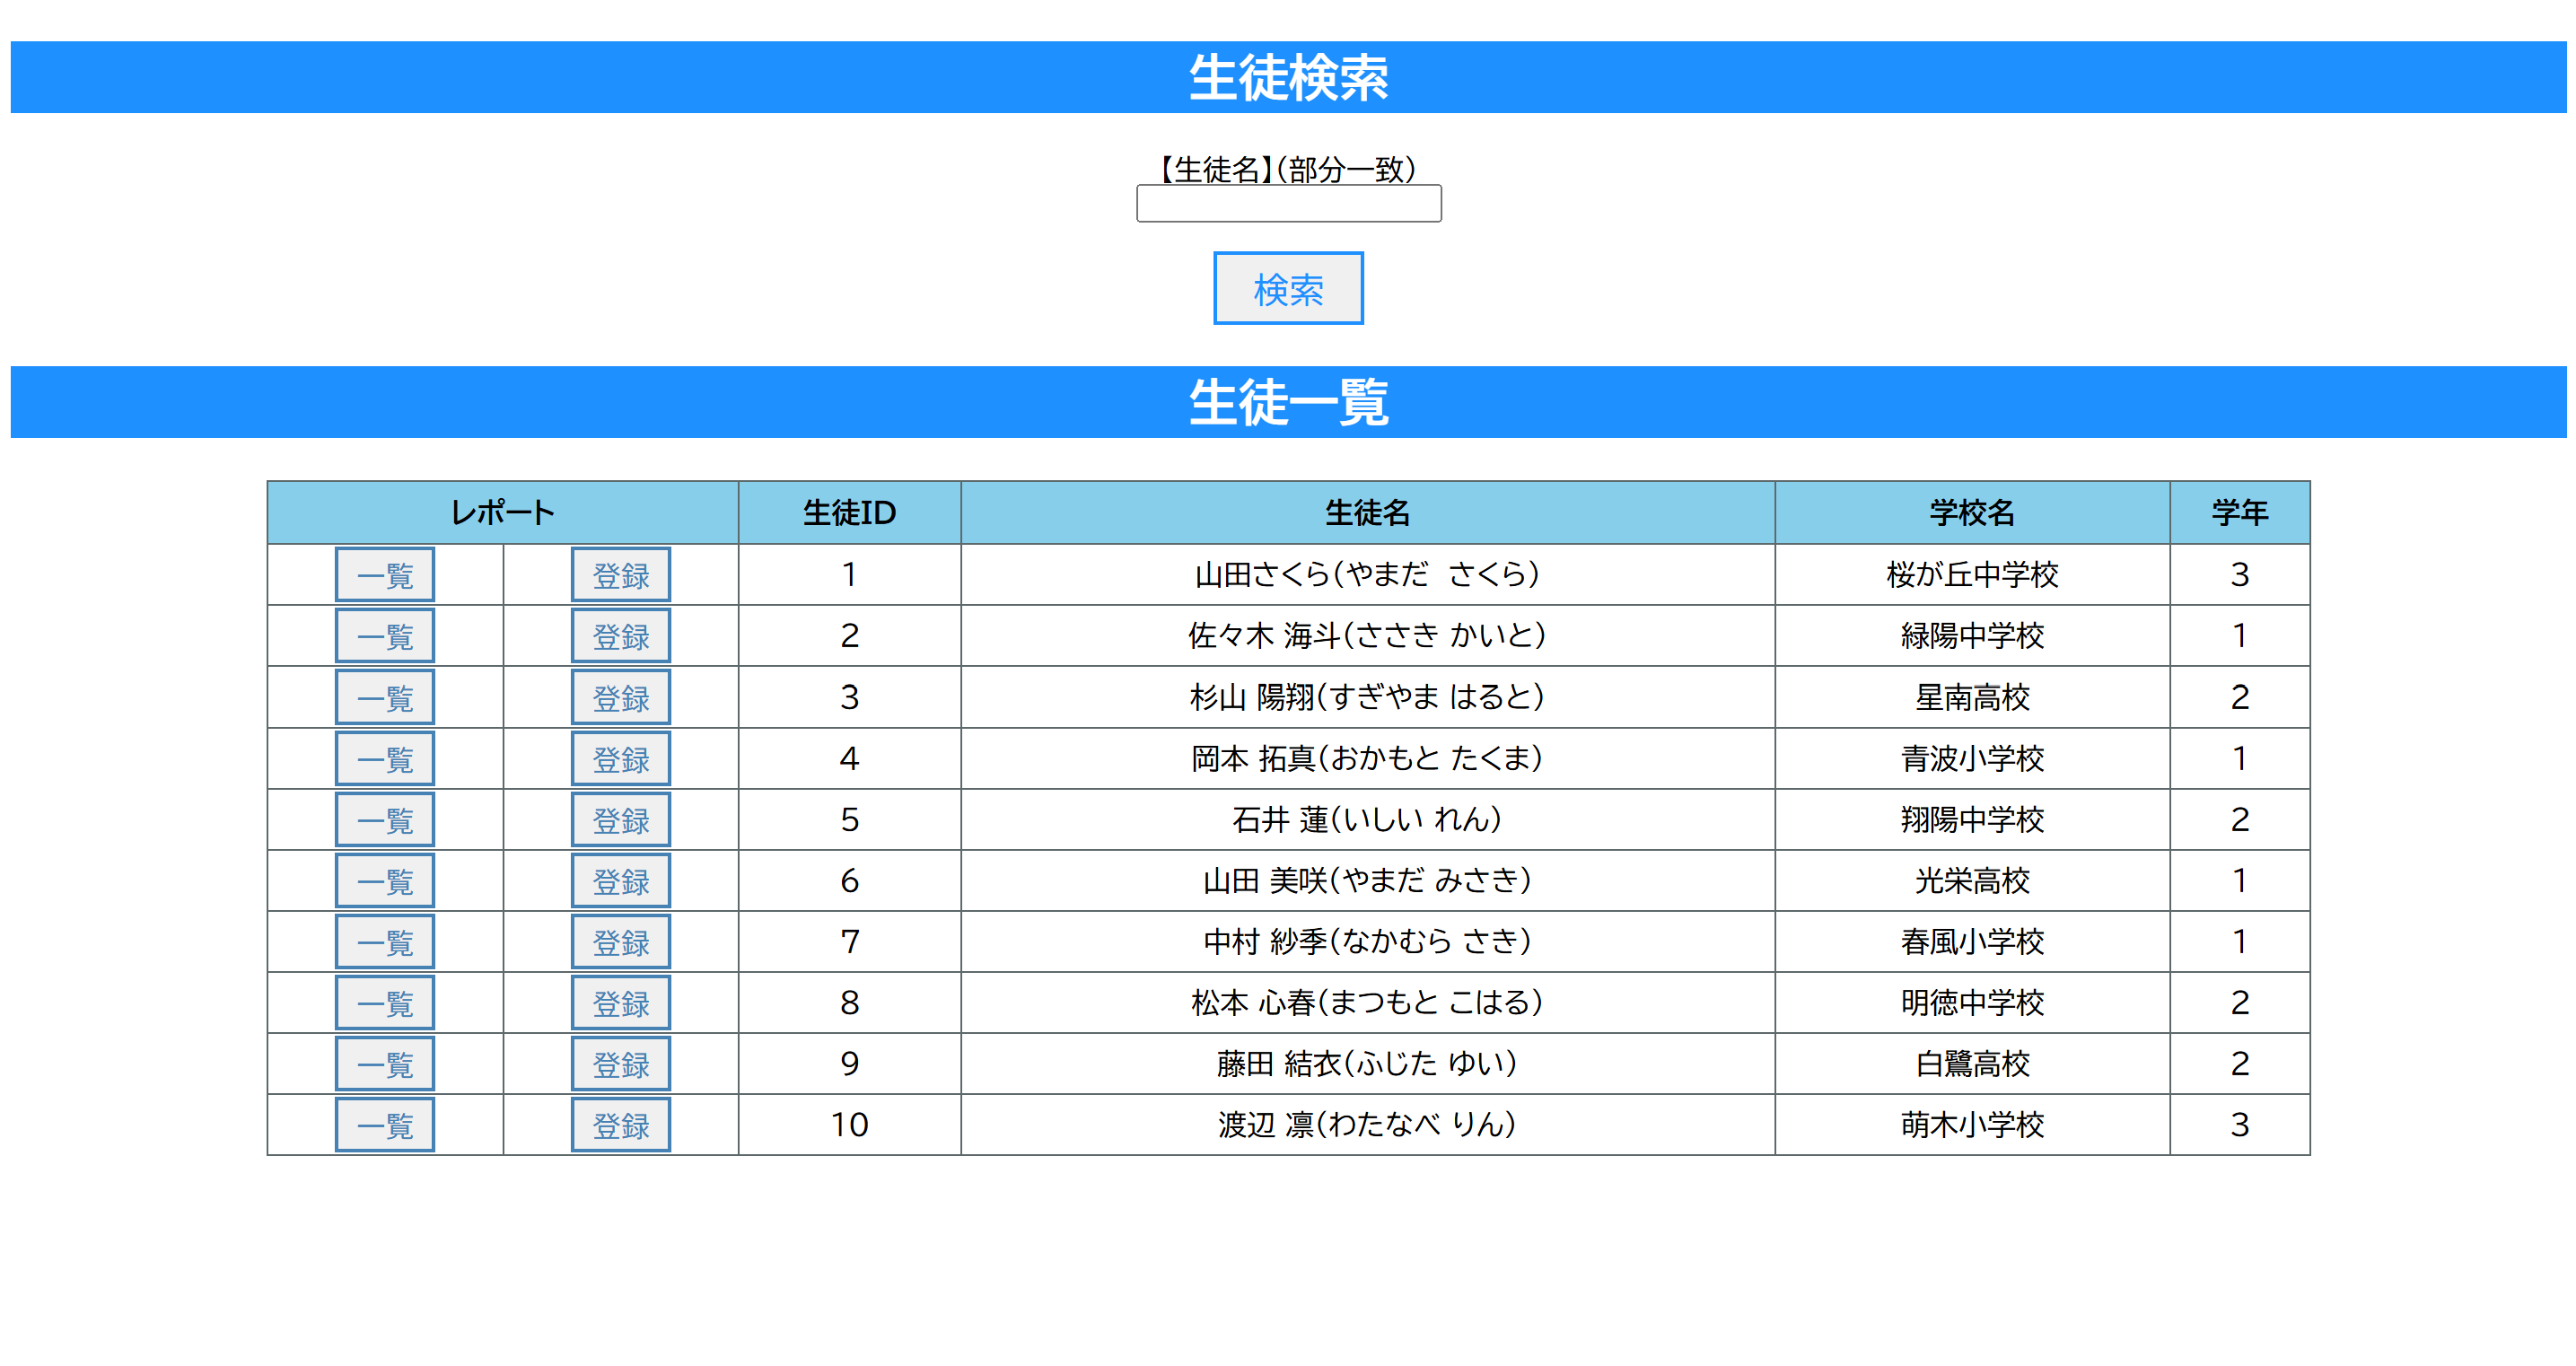 生徒検索
【生徒名】(部分一致)
検索
生徒一覧
レポート 生徒ID 生徒名 学校名 学年
一覧 登録 1 山田さくら(やまだ　さくら) 桜が丘中学校 3
一覧 登録 2 佐々木 海斗(ささき かいと) 緑陽中学校 1
一覧 登録 3 杉山 陽翔(すぎやま はると) 星南高校 2
一覧 登録 4 岡本 拓真(おかもと たくま) 青波小学校 1
一覧 登録 5 石井 蓮(いしい れん) 翔陽中学校 2
一覧 登録 6 山田 美咲(やまだ みさき) 光栄高校 1
一覧 登録 7 中村 紗季(なかむら さき) 春風小学校 1
一覧 登録 8 松本 心春(まつもと こはる) 明徳中学校 2
一覧 登録 9 藤田 結衣(ふじた ゆい) 白鷺高校 2
一覧 登録 10 渡辺 凛(わたなべ りん) 萌木小学校 3